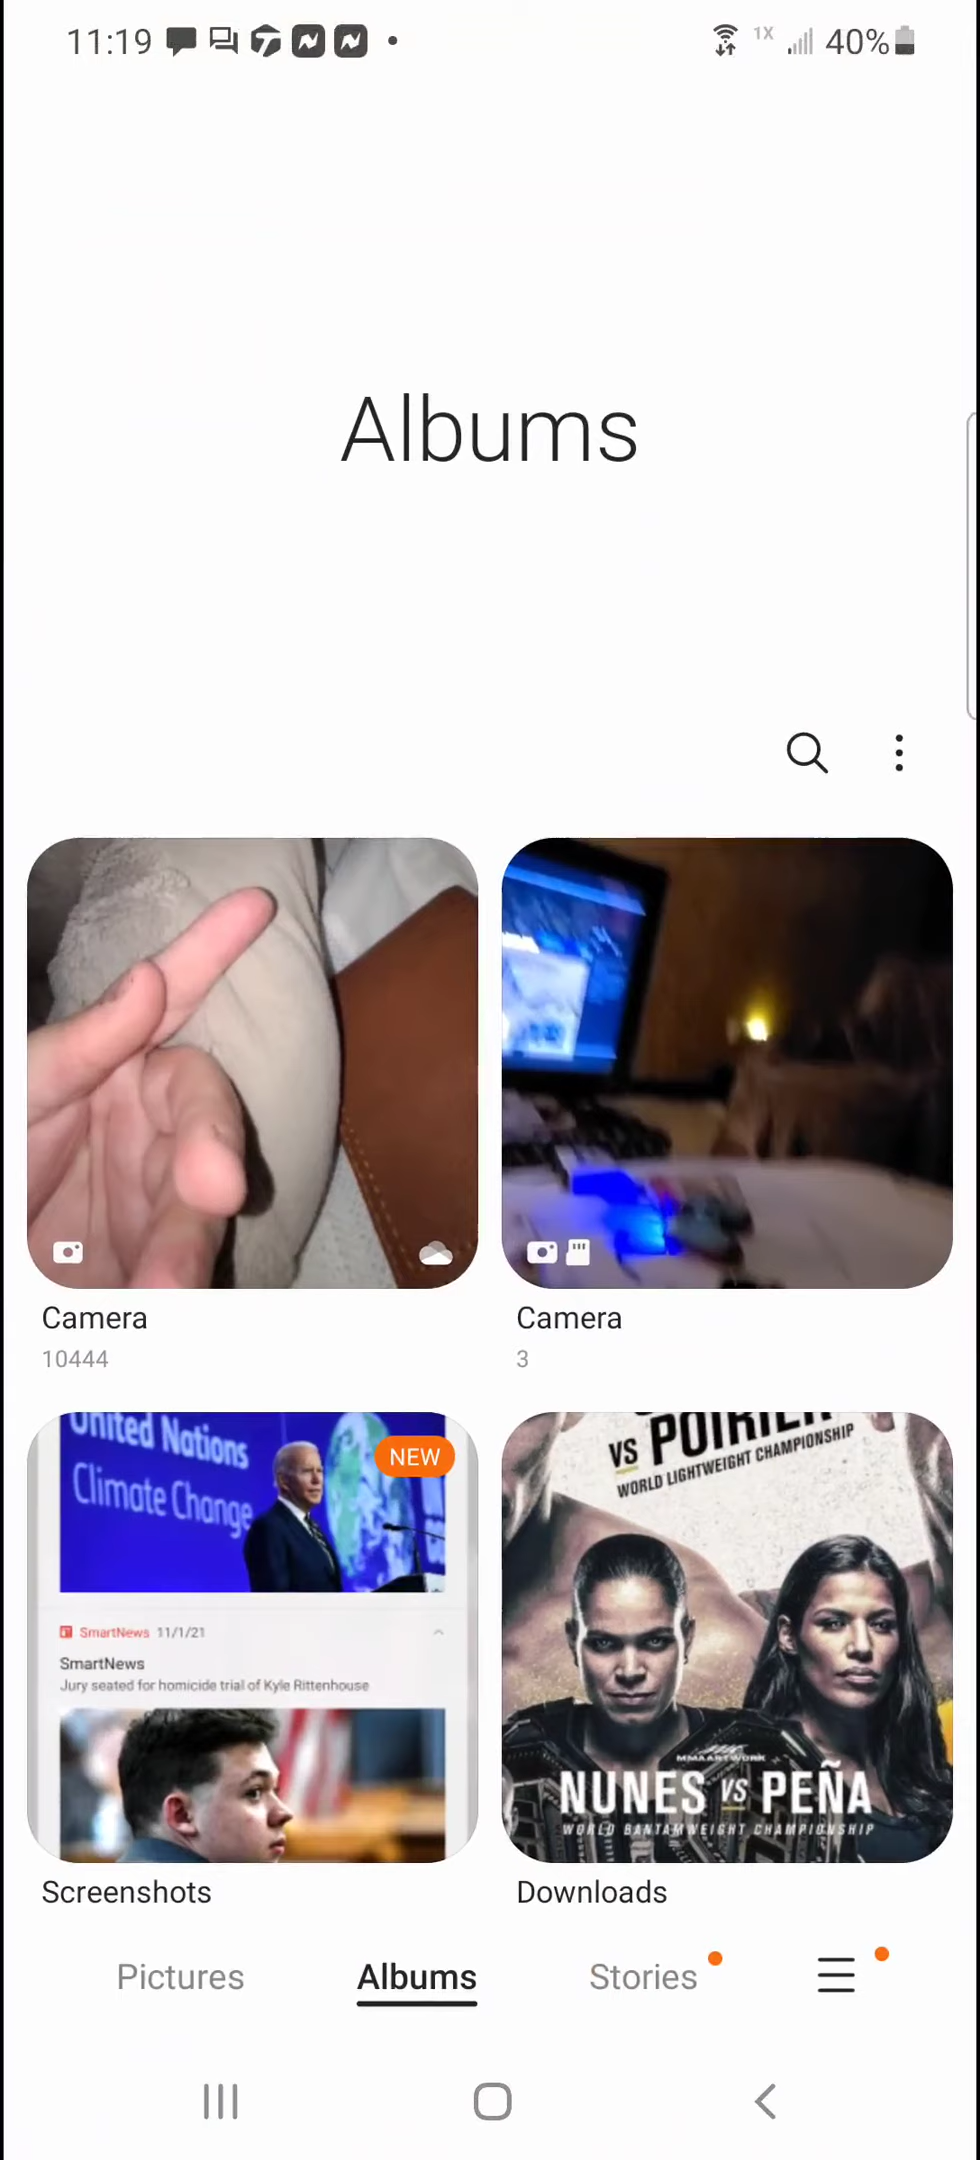 11:19
1X
40%
Albums
Camera
10444
Camera
3
United Nations
Climate Change
NEW
SmartNews 11/1/21
SmartNews
Jury seated for homicide trial of Kyle Rittenhouse
VS POIRIER
WORLD LIGHTWEIGHT CHAMPIONSHIP
MMAARTWORK
NUNES VS PEÑA
WORLD BANTAMWEIGHT CHAMPIONSHIP
Screenshots
Downloads
Pictures
Albums
Stories